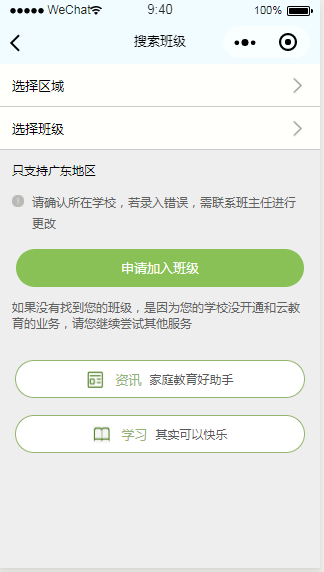 WeChat 9:40 100%
搜索班级
选择区域
选择班级
只支持广东地区
请确认所在学校，若录入错误，需联系班主任进行
更改
申请加入班级
如果没有找到您的班级，是因为您的学校没开通和云教
育的业务，请您继续尝试其他服务
资讯 家庭教育好助手
学习 其实可以快乐